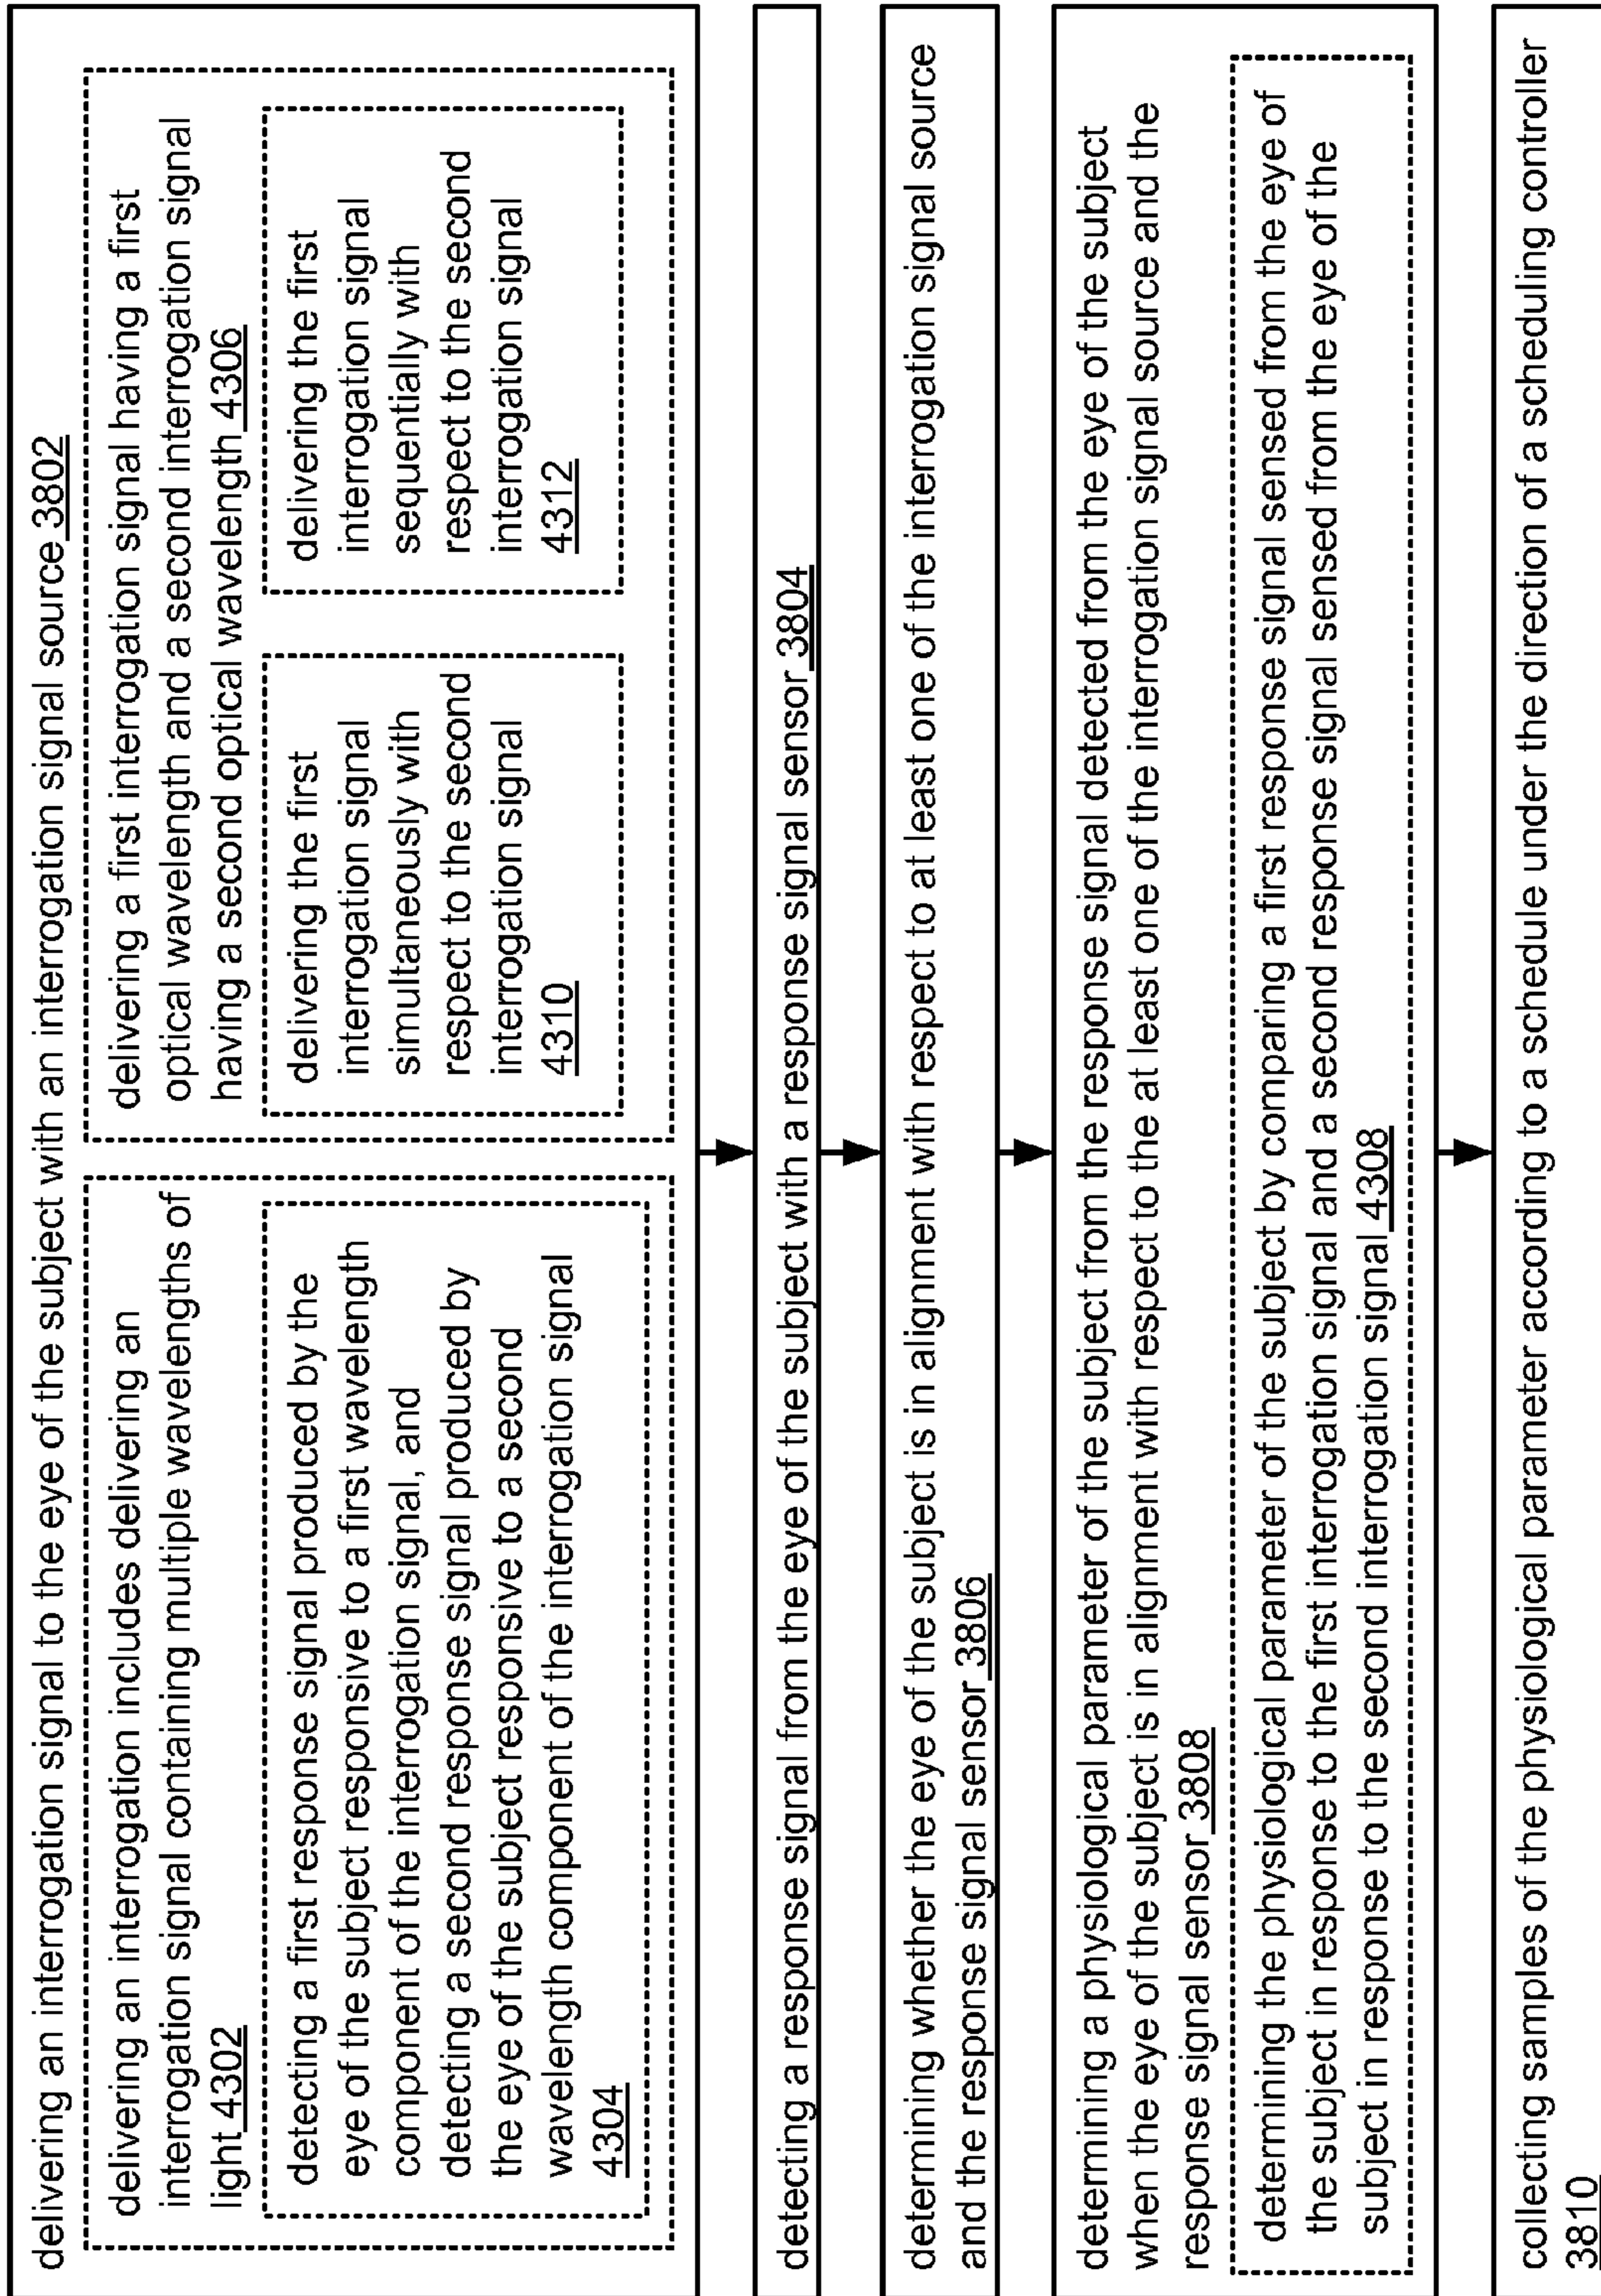 delivering an interrogation signal to the eye of the subject with an interrogation signal source 3802
delivering an interrogation includes delivering an
interrogation signal containing multiple wavelengths of
light 4302
detecting a first response signal produced by the
eye of the subject responsive to a first wavelength
component of the interrogation signal, and
detecting a second response signal produced by
the eye of the subject responsive to a second
wavelength component of the interrogation signal
4304
delivering a first interrogation signal having a first
optical wavelength and a second interrogation signal
having a second optical wavelength 4306
delivering the first
interrogation signal
simultaneously with
respect to the second
interrogation signal
4310
delivering the first
interrogation signal
sequentially with
respect to the second
interrogation signal
4312
detecting a response signal from the eye of the subject with a response signal sensor 3804
determining whether the eye of the subject is in alignment with respect to at least one of the interrogation signal source
and the response signal sensor 3806
determining a physiological parameter of the subject from the response signal detected from the eye of the subject
when the eye of the subject is in alignment with respect to the at least one of the interrogation signal source and the
response signal sensor 3808
determining the physiological parameter of the subject by comparing a first response signal sensed from the eye of
the subject in response to the first interrogation signal and a second response signal sensed from the eye of the
subject in response to the second interrogation signal 4308
collecting samples of the physiological parameter according to a schedule under the direction of a scheduling controller
3810